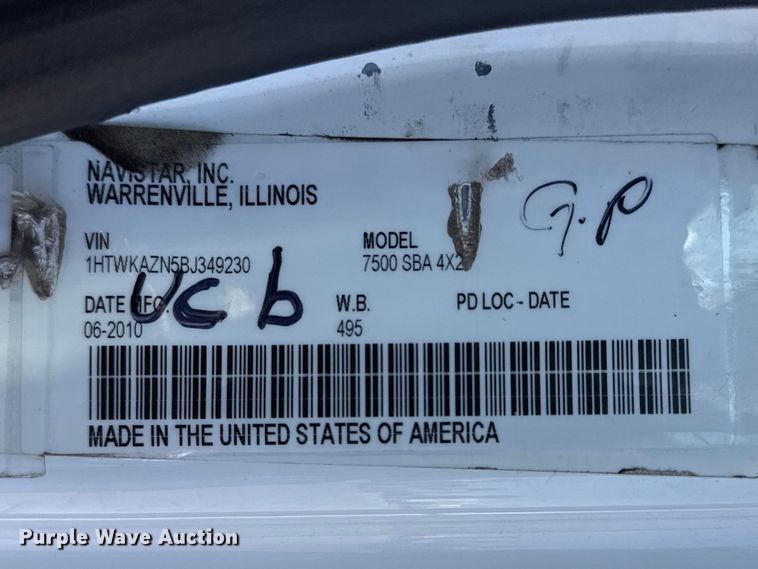 NAVISTAR, INC.
WARRENVILLE, ILLINOIS
G.P
VIN MODEL
1HTWKAZN5BJ349230 7500 SBA 4X2
UCb
DATE MFG. W.B. PD LOC - DATE
06-2010 495
MADE IN THE UNITED STATES OF AMERICA
Purple Wave Auction